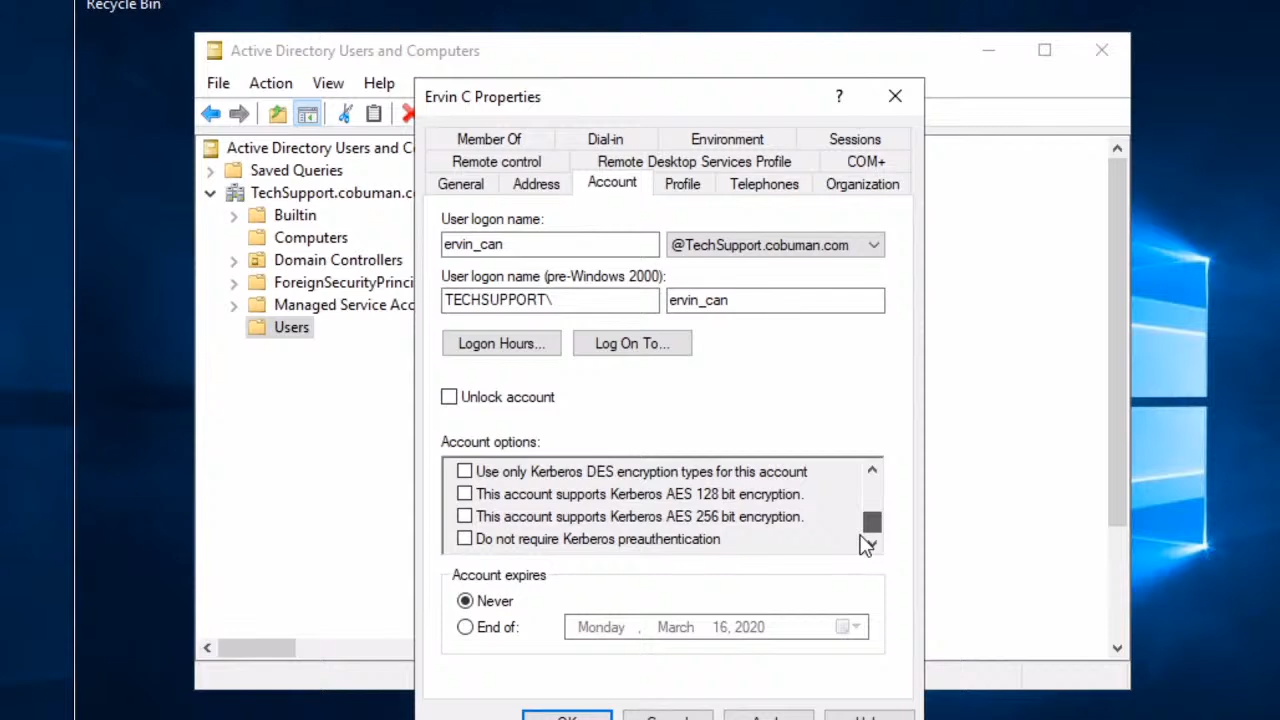 Recycle Bin
Active Directory Users and Computers
File Action View Help
Ervin C Properties
?
Member Of Dial-in Environment Sessions
Remote control Remote Desktop Services Profile COM+
General Address Account Profile Telephones Organization
Active Directory Users and C
Saved Queries
TechSupport.cobuman.c
Builtin
Computers
Domain Controllers
ForeignSecurityPrinci
Managed Service Acc
Users
User logon name:
ervin_can @TechSupport.cobuman.com
User logon name (pre-Windows 2000):
TECHSUPPORT\ ervin_can
Logon Hours... Log On To...
Unlock account
Account options:
Use only Kerberos DES encryption types for this account
This account supports Kerberos AES 128 bit encryption.
This account supports Kerberos AES 256 bit encryption.
Do not require Kerberos preauthentication
Account expires
Never
End of: Monday , March 16, 2020